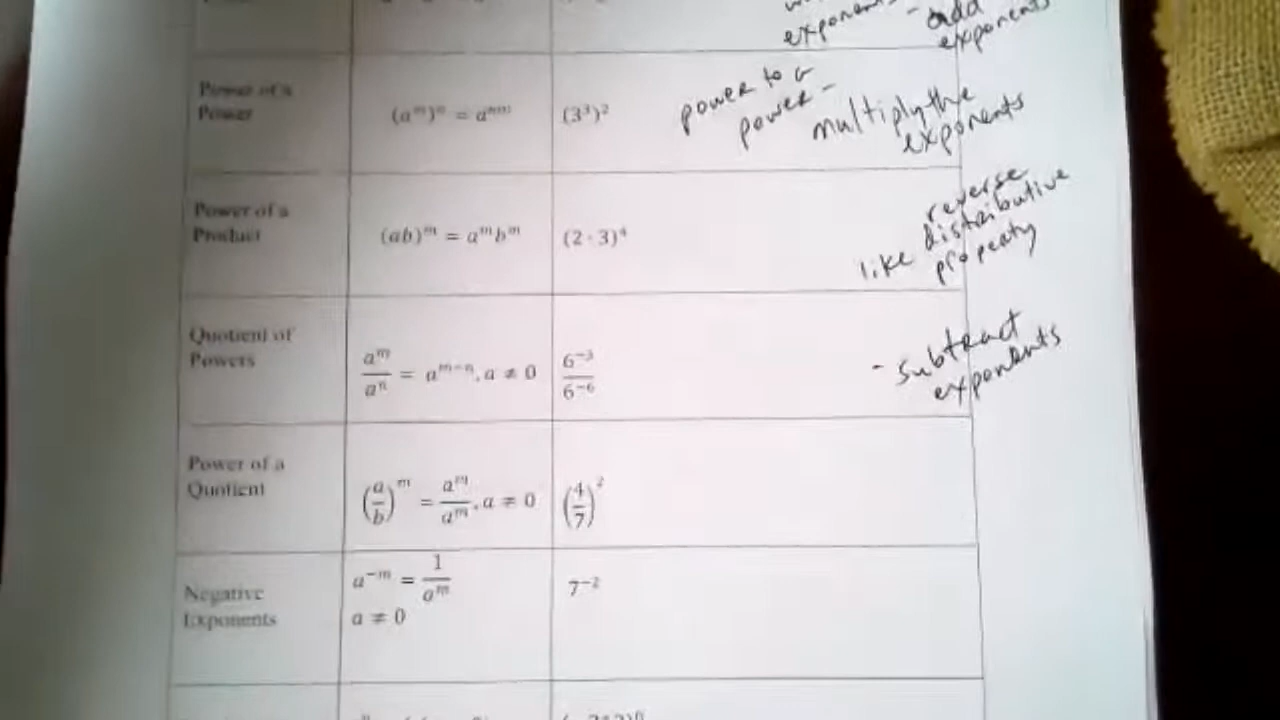 exponents - add
exponents
Power of a
Power
(a^m)^n = a^{nm}
(3^3)^2
power to a
power -
multiply the
exponents
Power of a
Product
(ab)^m = a^m b^m
(2 · 3)^4
reverse
distributive
like property
Quotient of
Powers
a^m / a^n = a^{m-n}, a ≠ 0
6^{-3} / 6^{-6}
- subtract
exponents
Power of a
Quotient
(a/b)^m = a^m / a^m, a ≠ 0
(4/7)^2
Negative
Exponents
a^{-m} = 1 / a^m
a ≠ 0
7^{-2}